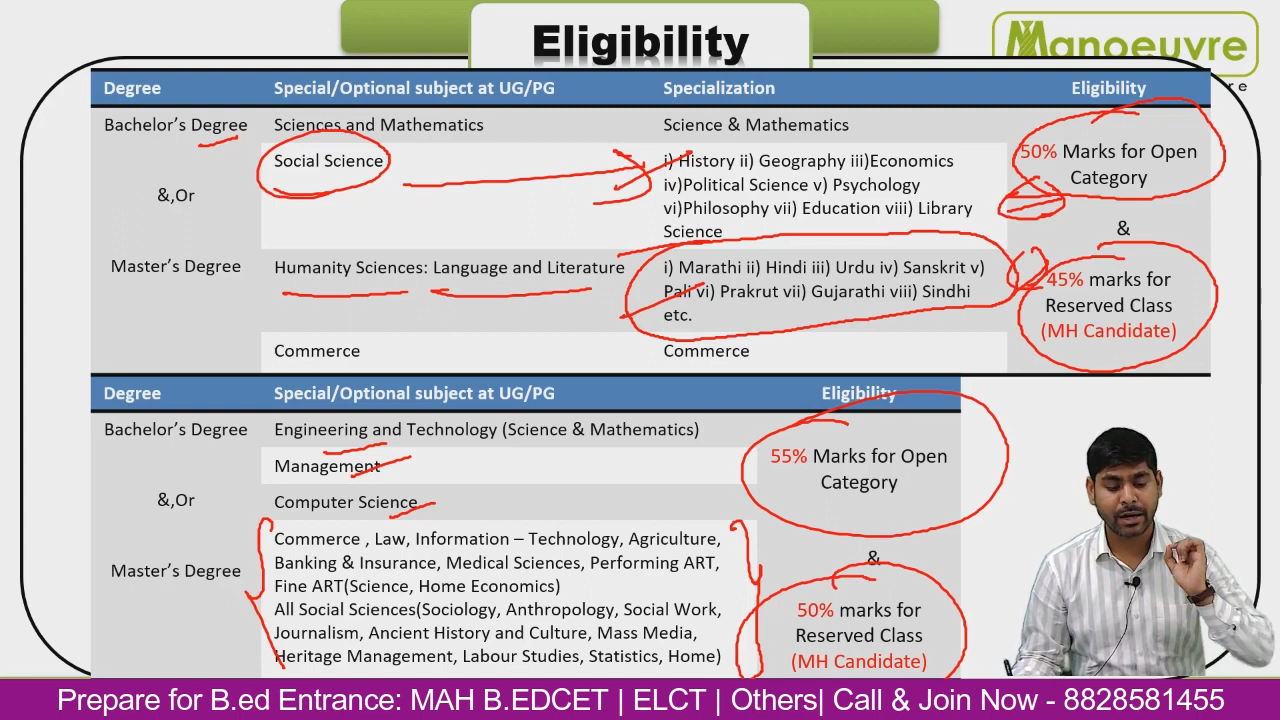 Eligibility
Manoeuvre
r e
Degree
Special/Optional subject at UG/PG
Specialization
Eligibility
Bachelor's Degree
Sciences and Mathematics
Science & Mathematics
Social Science
i) History ii) Geography iii)Economics
iv)Political Science v) Psychology
vi)Philosophy vii) Education viii) Library
Science
50% Marks for Open
Category
&,Or
&
Master's Degree
Humanity Sciences: Language and Literature
i) Marathi ii) Hindi iii) Urdu iv) Sanskrit v)
Pali vi) Prakrut vii) Gujarathi viii) Sindhi
etc.
45% marks for
Reserved Class
(MH Candidate)
Commerce
Commerce
Degree
Special/Optional subject at UG/PG
Eligibility
Bachelor's Degree
Engineering and Technology (Science & Mathematics)
Management
55% Marks for Open
Category
&,Or
Computer Science
Commerce , Law, Information – Technology, Agriculture,
Banking & Insurance, Medical Sciences, Performing ART,
Fine ART(Science, Home Economics)
All Social Sciences(Sociology, Anthropology, Social Work,
Journalism, Ancient History and Culture, Mass Media,
Heritage Management, Labour Studies, Statistics, Home)
&
Master's Degree
50% marks for
Reserved Class
(MH Candidate)
Prepare for B.ed Entrance: MAH B.EDCET | ELCT | Others| Call & Join Now - 8828581455